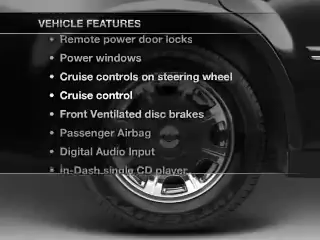 VEHICLE FEATURES
• Remote power door locks
• Power windows
• Cruise controls on steering wheel
• Cruise control
• Front Ventilated disc brakes
• Passenger Airbag
• Digital Audio Input
• In-Dash single CD player